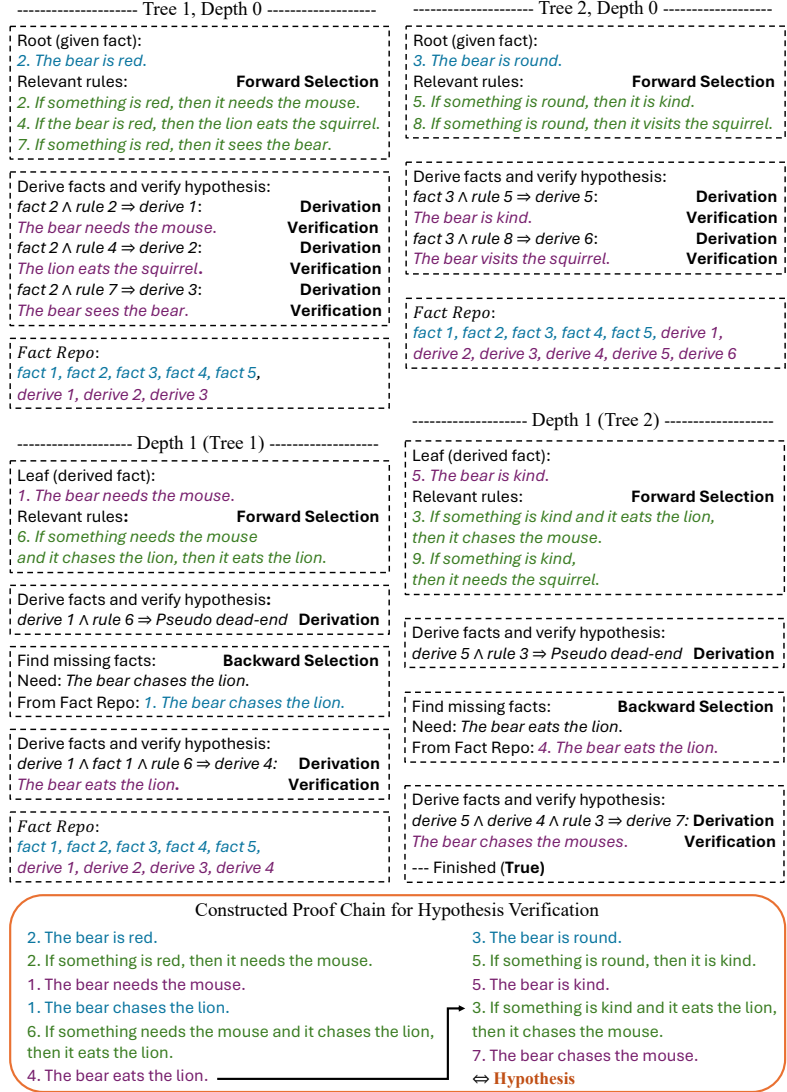 -------------------- Tree 1, Depth 0 -------------------
Root (given fact):
2. The bear is red.
Relevant rules: Forward Selection
2. If something is red, then it needs the mouse.
4. If the bear is red, then the lion eats the squirrel.
7. If something is red, then it sees the bear.
Derive facts and verify hypothesis:
fact 2 ∧ rule 2 ⇒ derive 1: Derivation
The bear needs the mouse. Verification
fact 2 ∧ rule 4 ⇒ derive 2: Derivation
The lion eats the squirrel. Verification
fact 2 ∧ rule 7 ⇒ derive 3: Derivation
The bear sees the bear. Verification
Fact Repo:
fact 1, fact 2, fact 3, fact 4, fact 5,
derive 1, derive 2, derive 3
-------------------- Depth 1 (Tree 1) -------------------
Leaf (derived fact):
1. The bear needs the mouse.
Relevant rules: Forward Selection
6. If something needs the mouse
and it chases the lion, then it eats the lion.
Derive facts and verify hypothesis:
derive 1 ∧ rule 6 ⇒ Pseudo dead-end Derivation
Find missing facts: Backward Selection
Need: The bear chases the lion.
From Fact Repo: 1. The bear chases the lion.
Derive facts and verify hypothesis:
derive 1 ∧ fact 1 ∧ rule 6 ⇒ derive 4: Derivation
The bear eats the lion. Verification
Fact Repo:
fact 1, fact 2, fact 3, fact 4, fact 5,
derive 1, derive 2, derive 3, derive 4
--------------------- Tree 2, Depth 0 -------------------
Root (given fact):
3. The bear is round.
Relevant rules: Forward Selection
5. If something is round, then it is kind.
8. If something is round, then it visits the squirrel.
Derive facts and verify hypothesis:
fact 3 ∧ rule 5 ⇒ derive 5: Derivation
The bear is kind. Verification
fact 3 ∧ rule 8 ⇒ derive 6: Derivation
The bear visits the squirrel. Verification
Fact Repo:
fact 1, fact 2, fact 3, fact 4, fact 5, derive 1,
derive 2, derive 3, derive 4, derive 5, derive 6
-------------------- Depth 1 (Tree 2) -------------------
Leaf (derived fact):
5. The bear is kind.
Relevant rules: Forward Selection
3. If something is kind and it eats the lion,
then it chases the mouse.
9. If something is kind,
then it needs the squirrel.
Derive facts and verify hypothesis:
derive 5 ∧ rule 3 ⇒ Pseudo dead-end Derivation
Find missing facts: Backward Selection
Need: The bear eats the lion.
From Fact Repo: 4. The bear eats the lion.
Derive facts and verify hypothesis:
derive 5 ∧ derive 4 ∧ rule 3 ⇒ derive 7: Derivation
The bear chases the mouses. Verification
--- Finished (True)
Constructed Proof Chain for Hypothesis Verification
2. The bear is red.
2. If something is red, then it needs the mouse.
1. The bear needs the mouse.
1. The bear chases the lion.
6. If something needs the mouse and it chases the lion,
then it eats the lion.
4. The bear eats the lion.
3. The bear is round.
5. If something is round, then it is kind.
5. The bear is kind.
3. If something is kind and it eats the lion,
then it chases the mouse.
7. The bear chases the mouse.
⇔ Hypothesis